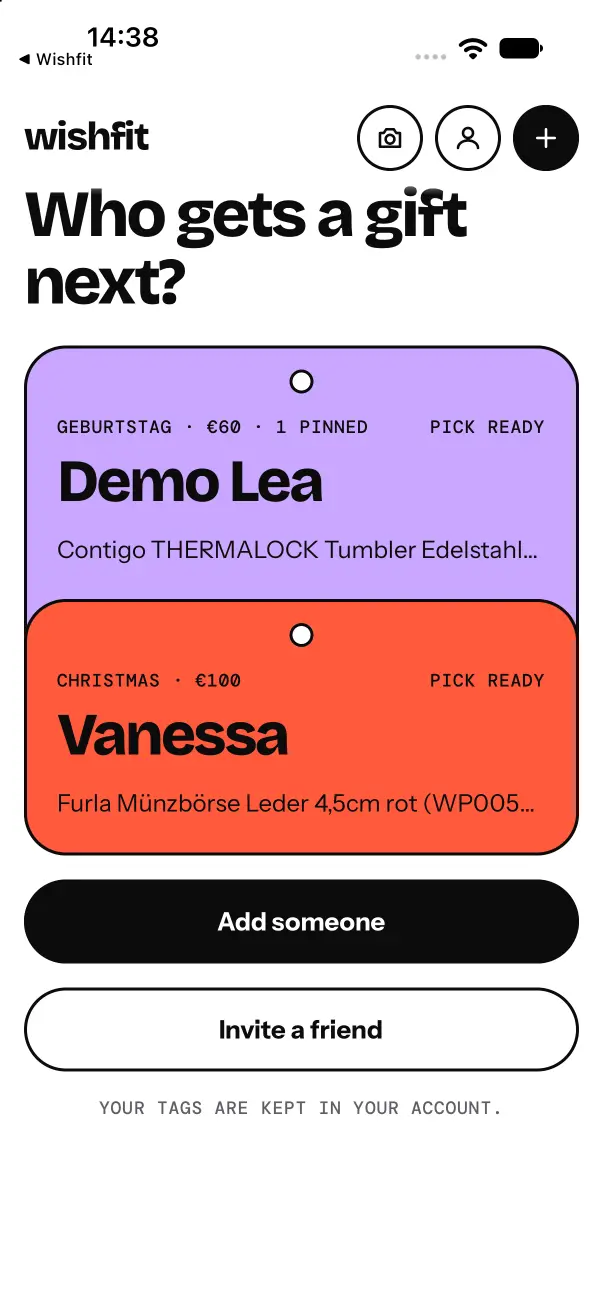 14:38
◀ Wishfit
wishfit
Who gets a gift
next?
GEBURTSTAG · €60 · 1 PINNED PICK READY
Demo Lea
Contigo THERMALOCK Tumbler Edelstahl...
CHRISTMAS · €100 PICK READY
Vanessa
Furla Münzbörse Leder 4,5cm rot (WP005...
Add someone
Invite a friend
YOUR TAGS ARE KEPT IN YOUR ACCOUNT.